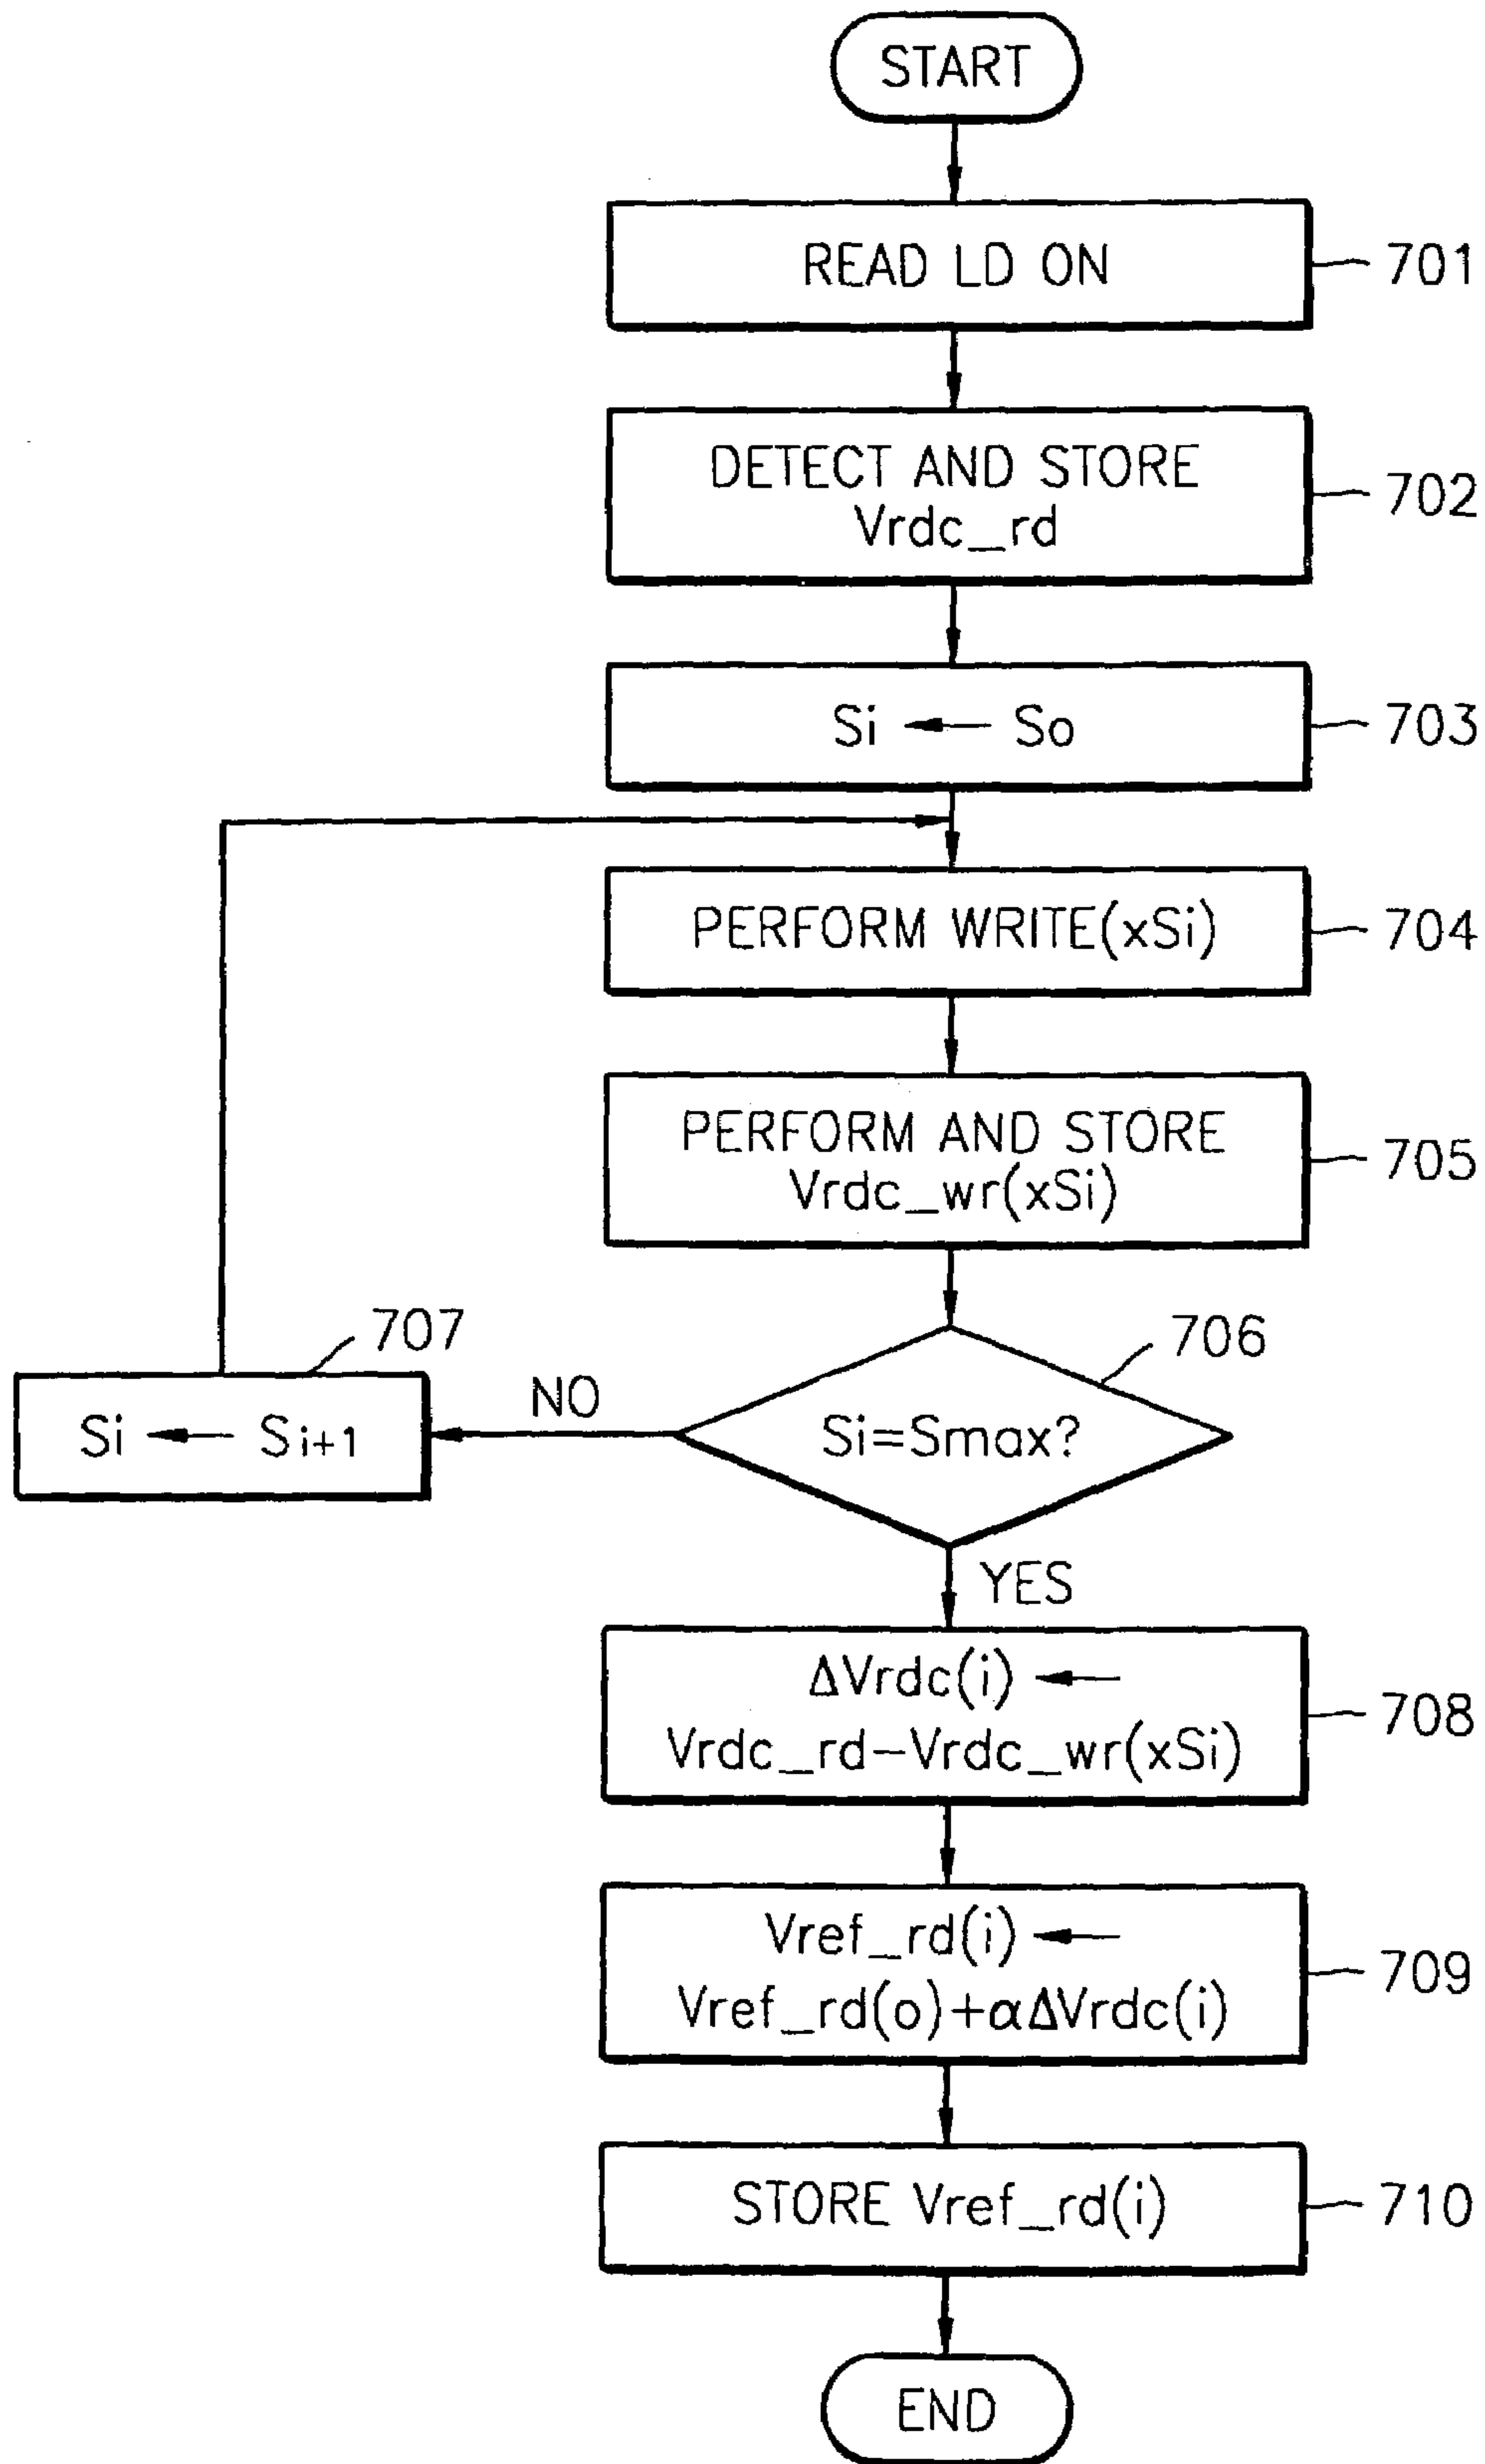 START
READ LD ON
701
DETECT AND STORE
Vrdc_rd
702
Si ← So
703
PERFORM WRITE(xSi)
704
PERFORM AND STORE
Vrdc_wr(xSi)
705
706
Si=Smax?
NO
707
Si ← Si+1
YES
ΔVrdc(i) ←
Vrdc_rd−Vrdc_wr(xSi)
708
Vref_rd(i) ←
Vref_rd(o)+αΔVrdc(i)
709
STORE Vref_rd(i)
710
END